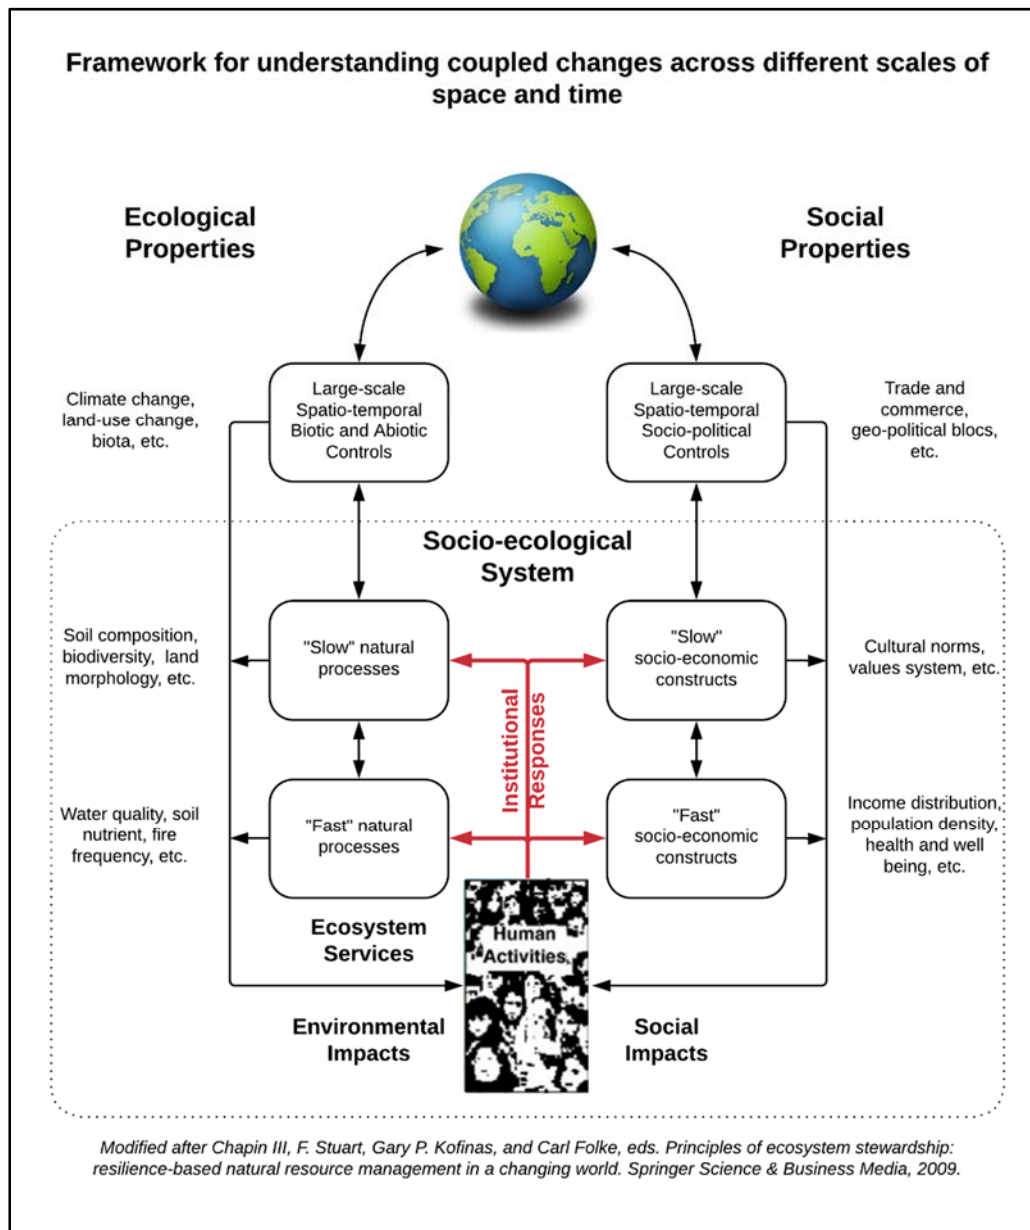 Framework for understanding coupled changes across different scales of
space and time
Ecological
Properties
Social
Properties
Climate change,
land-use change,
biota, etc.
Large-scale
Spatio-temporal
Biotic and Abiotic
Controls
Large-scale
Spatio-temporal
Socio-political
Controls
Trade and
commerce,
geo-political blocs,
etc.
Socio-ecological
System
Soil composition,
biodiversity, land
morphology, etc.
"Slow" natural
processes
"Slow"
socio-economic
constructs
Cultural norms,
values system, etc.
Institutional
Responses
Water quality, soil
nutrient, fire
frequency, etc.
"Fast" natural
processes
"Fast"
socio-economic
constructs
Income distribution,
population density,
health and well
being, etc.
Ecosystem
Services
Human
Activities
Environmental
Impacts
Social
Impacts
Modified after Chapin III, F. Stuart, Gary P. Kofinas, and Carl Folke, eds. Principles of ecosystem stewardship:
resilience-based natural resource management in a changing world. Springer Science & Business Media, 2009.